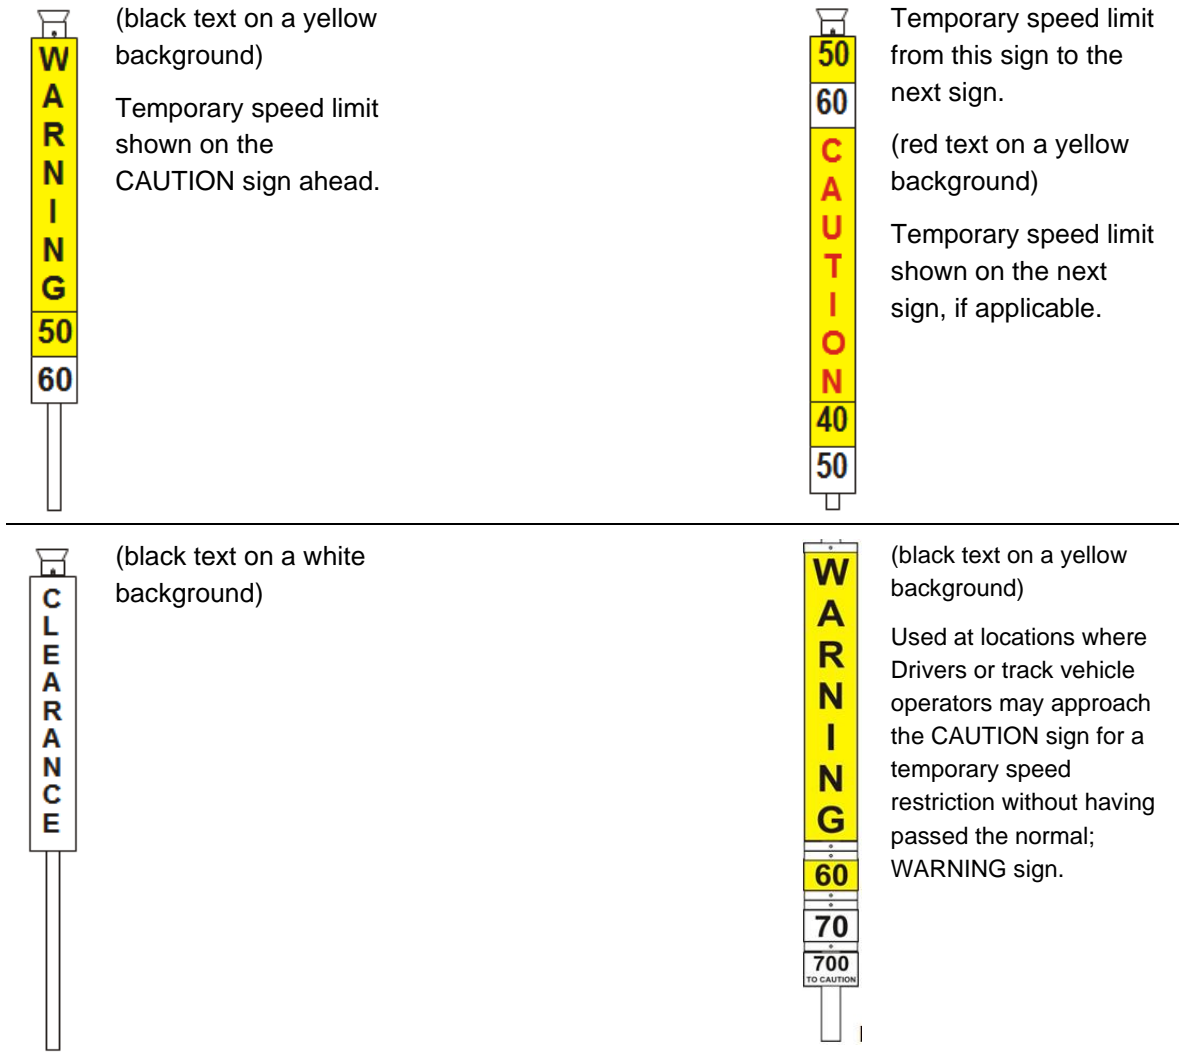 W
A
R
N
I
N
G
50
60
(black text on a yellow
background)
Temporary speed limit
shown on the
CAUTION sign ahead.
50
60
C
A
U
T
I
O
N
40
50
Temporary speed limit
from this sign to the
next sign.
(red text on a yellow
background)
Temporary speed limit
shown on the next
sign, if applicable.
C
L
E
A
R
A
N
C
E
(black text on a white
background)
W
A
R
N
I
N
G
60
70
700
TO CAUTION
(black text on a yellow
background)
Used at locations where
Drivers or track vehicle
operators may approach
the CAUTION sign for a
temporary speed
restriction without having
passed the normal;
WARNING sign.